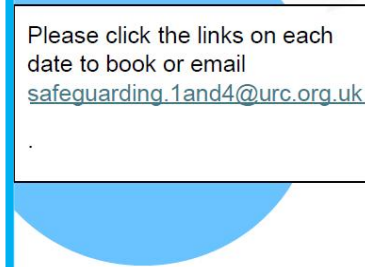 Please click the links on each
date to book or email
safeguarding.1and4@urc.org.uk
.